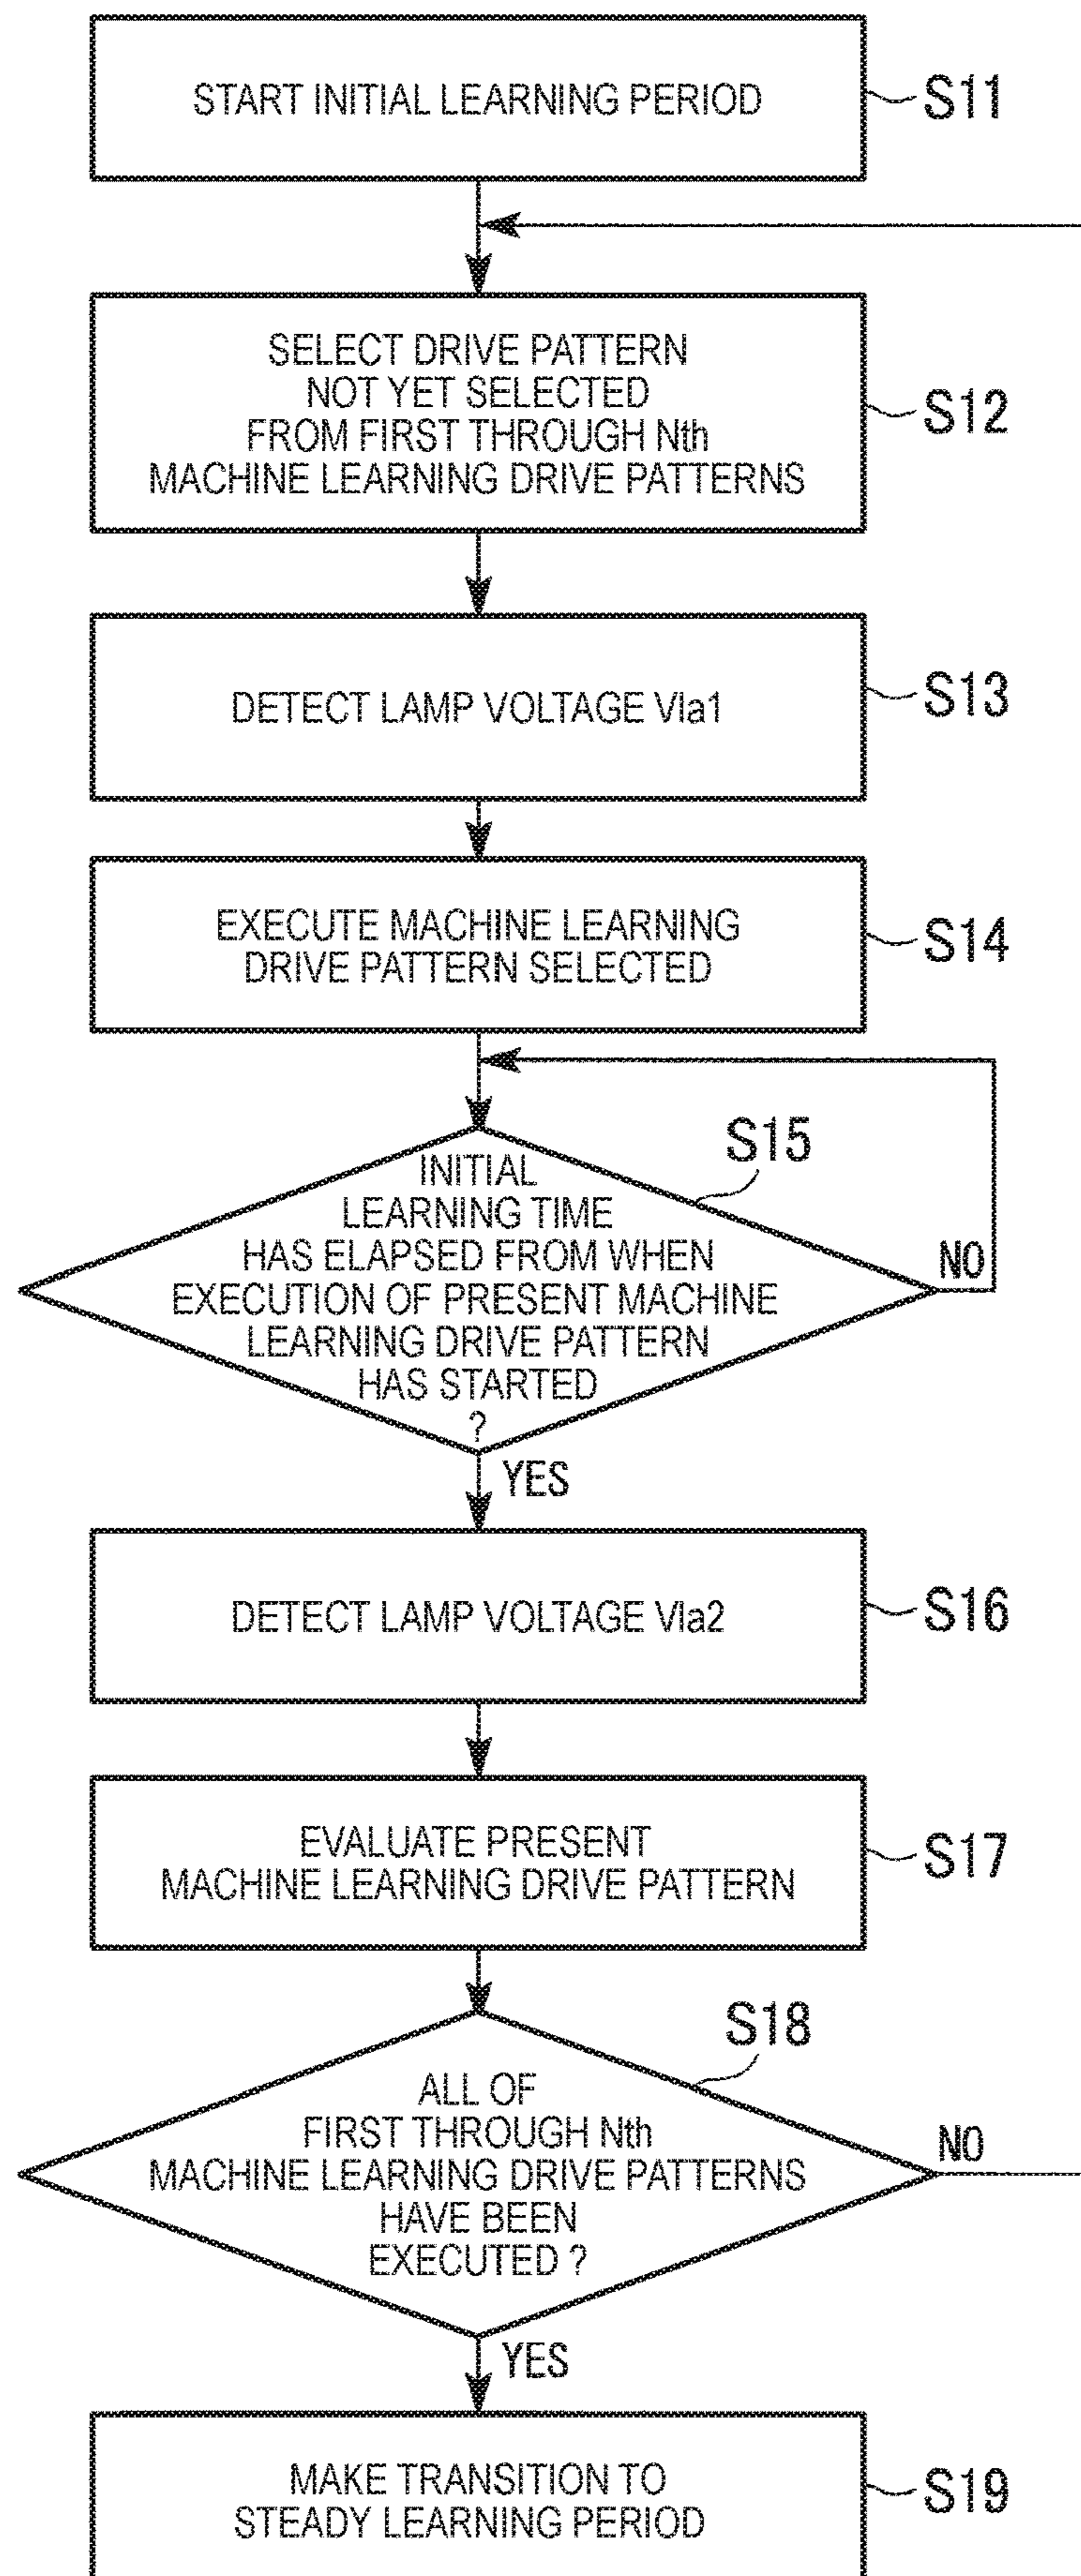 START INITIAL LEARNING PERIOD
S11
SELECT DRIVE PATTERN
NOT YET SELECTED
FROM FIRST THROUGH Nth
MACHINE LEARNING DRIVE PATTERNS
S12
DETECT LAMP VOLTAGE Vla1
S13
EXECUTE MACHINE LEARNING
DRIVE PATTERN SELECTED
S14
S15
INITIAL
LEARNING TIME
HAS ELAPSED FROM WHEN
EXECUTION OF PRESENT MACHINE
LEARNING DRIVE PATTERN
HAS STARTED
?
NO
YES
DETECT LAMP VOLTAGE Vla2
S16
EVALUATE PRESENT
MACHINE LEARNING DRIVE PATTERN
S17
S18
ALL OF
FIRST THROUGH Nth
MACHINE LEARNING DRIVE PATTERNS
HAVE BEEN
EXECUTED ?
NO
YES
MAKE TRANSITION TO
STEADY LEARNING PERIOD
S19